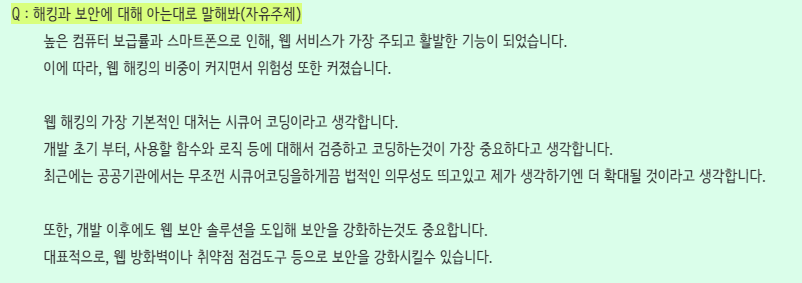 Q : 해킹과 보안에 대해 아는대로 말해봐(자유주제)
높은 컴퓨터 보급률과 스마트폰으로 인해, 웹 서비스가 가장 주되고 활발한 기능이 되었습니다.
이에 따라, 웹 해킹의 비중이 커지면서 위험성 또한 커졌습니다.
웹 해킹의 가장 기본적인 대처는 시큐어 코딩이라고 생각합니다.
개발 초기 부터, 사용할 함수와 로직 등에 대해서 검증하고 코딩하는것이 가장 중요하다고 생각합니다.
최근에는 공공기관에서는 무조껀 시큐어코딩을하게끔 법적인 의무성도 띄고있고 제가 생각하기엔 더 확대될 것이라고 생각합니다.
또한, 개발 이후에도 웹 보안 솔루션을 도입해 보안을 강화하는것도 중요합니다.
대표적으로, 웹 방화벽이나 취약점 점검도구 등으로 보안을 강화시킬수 있습니다.